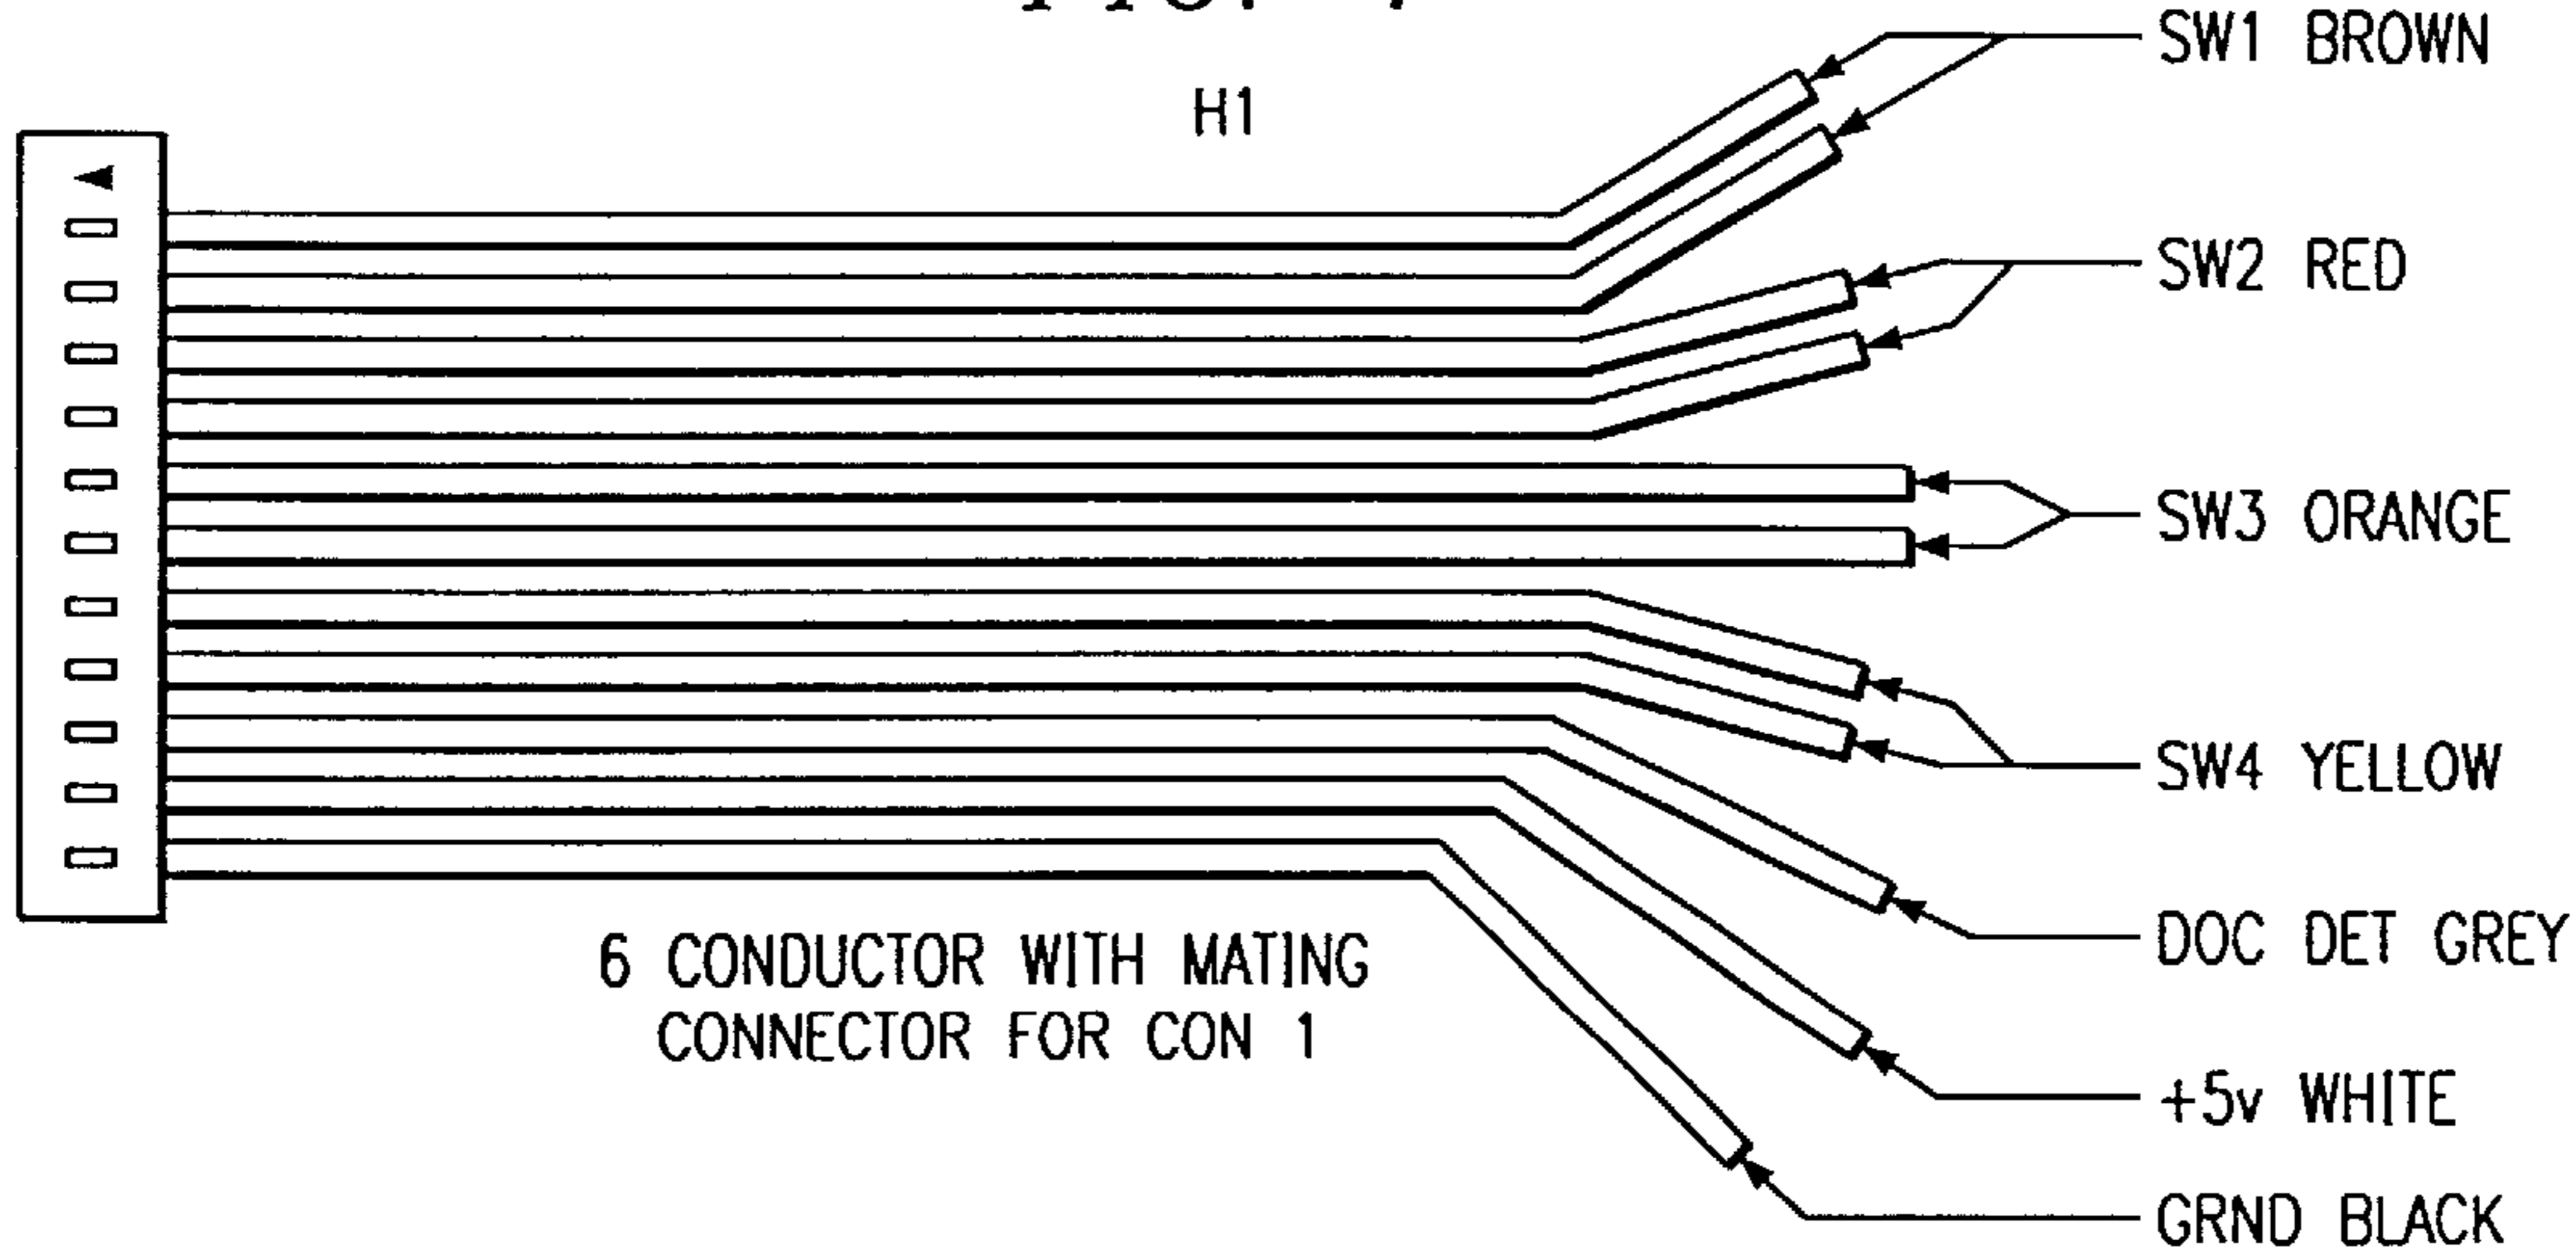 H1
SW1 BROWN
SW2 RED
SW3 ORANGE
SW4 YELLOW
DOC DET GREY
+5v WHITE
GRND BLACK
6 CONDUCTOR WITH MATING
CONNECTOR FOR CON 1